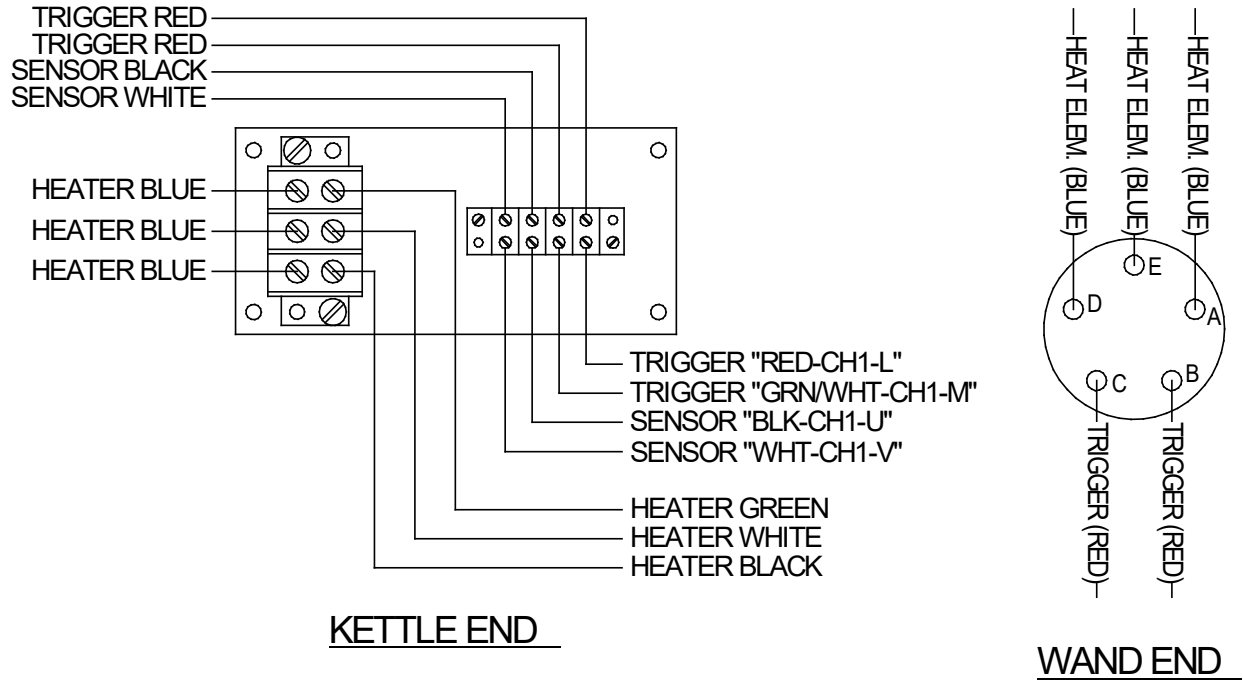 TRIGGER RED
TRIGGER RED
SENSOR BLACK
SENSOR WHITE
HEATER BLUE
HEATER BLUE
HEATER BLUE
TRIGGER "RED-CH1-L"
TRIGGER "GRN/WHT-CH1-M"
SENSOR "BLK-CH1-U"
SENSOR "WHT-CH1-V"
HEATER GREEN
HEATER WHITE
HEATER BLACK
KETTLE END
HEAT ELEM. (BLUE)
HEAT ELEM. (BLUE)
HEAT ELEM. (BLUE)
E
D
A
C
B
TRIGGER (RED)
TRIGGER (RED)
WAND END